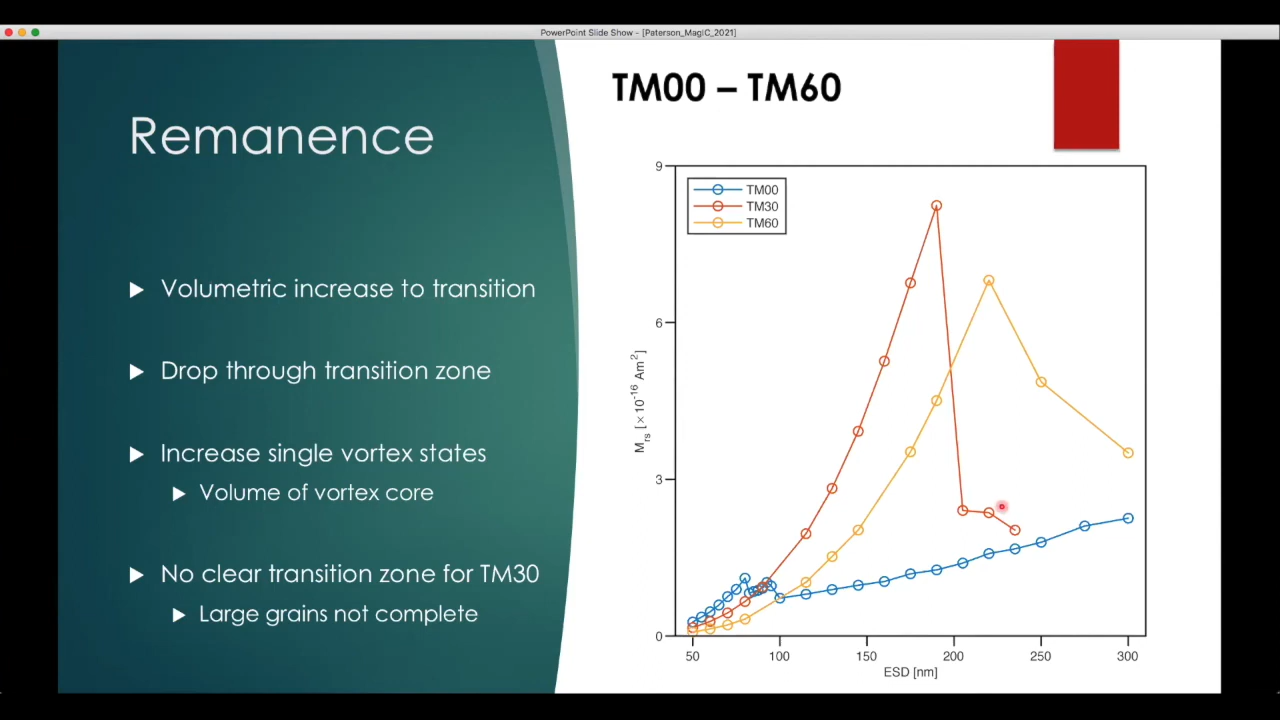 PowerPoint Slide Show - [Paterson_MagIC_2021]
Remanence
Volumetric increase to transition
Drop through transition zone
Increase single vortex states
Volume of vortex core
No clear transition zone for TM30
Large grains not complete
TM00 – TM60
TM00
TM30
TM60
9
6
3
0
Mrs [×10-16 Am2]
50 100 150 200 250 300
ESD [nm]